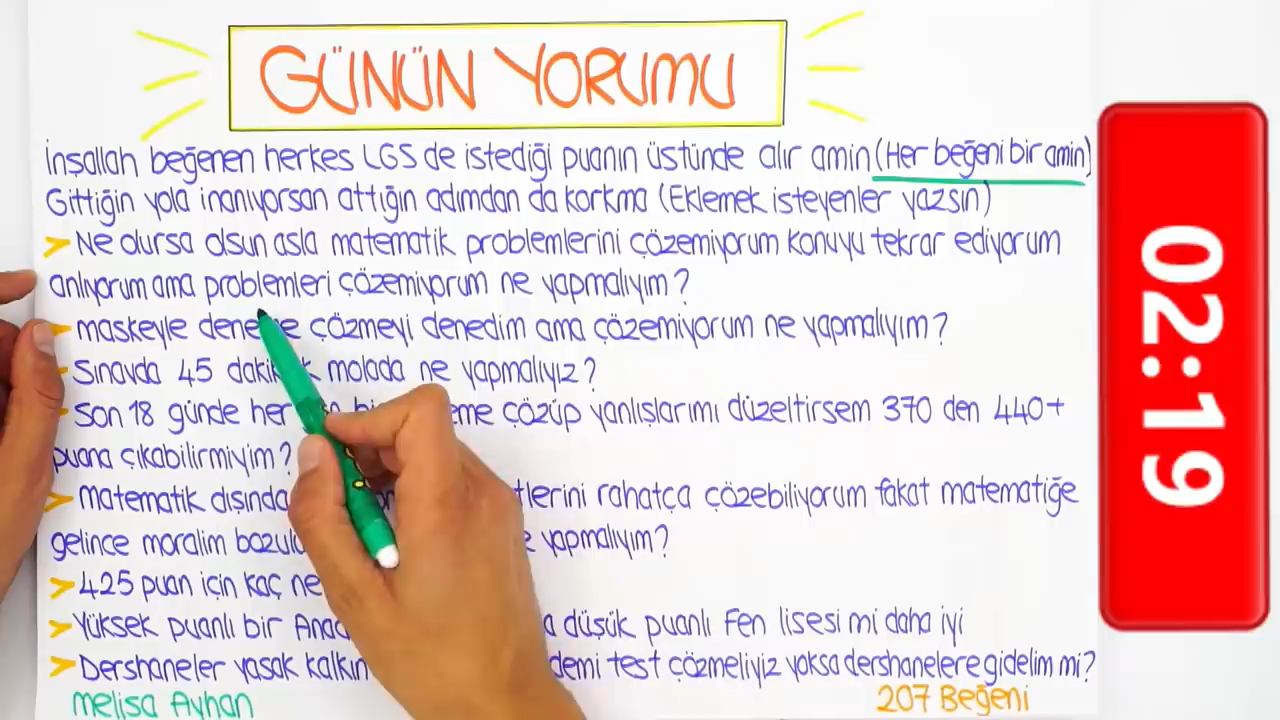 GÜNÜN YORUMU
İnşallah beğenen herkes LGS de istediği puanın üstünde alır amin (Her beğeni bir amin)
Gittiğin yola inanıyorsan attığın adımdan da korkma (Eklemek isteyenler yazsın)
➤ Ne olursa olsun asla matematik problemlerini çözemiyorum konuyu tekrar ediyorum
anlıyorum ama problemleri çözemiyorum ne yapmalıyım?
➤ maskeyle deneme çözmeyi denedim ama çözemiyorum ne yapmalıyım?
➤ Sınavda 45 molada ne yapmalıyız?
➤ Son 18 günde her çözüp yanlışlarımı düzeltirsem 370 den 440+
puana çıkabilirmiyim?
➤ Matematik dışında rahatça çözebiliyorum fakat matematiğe
gelince moralim yapmalıyım?
➤ 425 puan için kaç
➤ Yüksek puanlı bir düşük puanlı Fen lisesi mi daha iyi
➤ Dershaneler yasak test çözmeliyiz yoksa dershanelere gidelim mi?
Melisa Ayhan
207 Beğeni
02:19